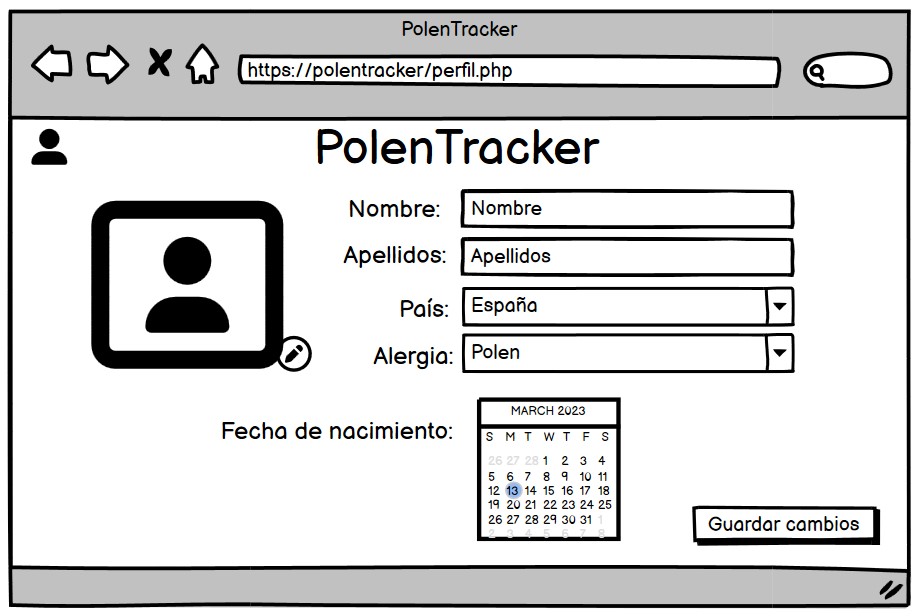 PolenTracker
https://polentracker/perfil.php
PolenTracker
Nombre: Nombre
Apellidos: Apellidos
País: España
Alergia: Polen
Fecha de nacimiento:
MARCH 2023
S M T W T F S
26 27 28 1 2 3 4
5 6 7 8 9 10 11
12 13 14 15 16 17 18
19 20 21 22 23 24 25
26 27 28 29 30 31 1
2 3 4 5 6 7 8
Guardar cambios